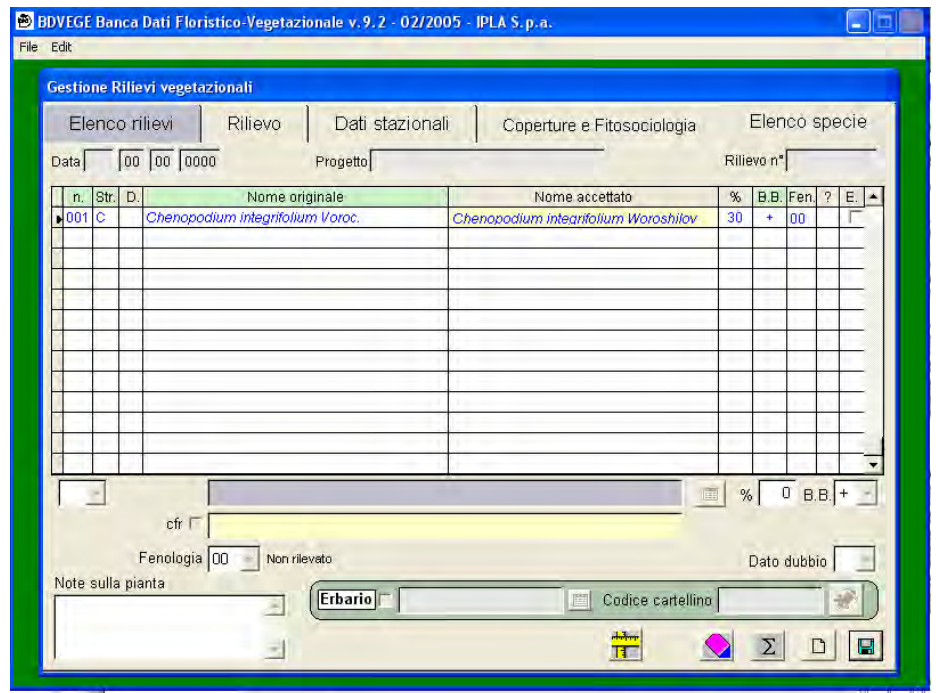 BDVEGE Banca Dati Floristico-Vegetazionale v.9.2 - 02/2005 - IPLA S.p.a.
File Edit
Gestione Rilievi vegetazionali
Elenco rilievi Rilievo Dati stazionali Coperture e Fitosociologia Elenco specie
Data 00 00 0000 Progetto Rilievo n°
n. Str. D. Nome originale Nome accettato % B.B. Fen. ? E.
001 C Chenopodium integrifolium Voroc. Chenopodium integrifolium Woroshilov 30 + 00
% 0 B.B. +
cfr
Fenologia 00 Non rilevato Dato dubbio
Note sulla pianta
Erbario Codice cartellino
Σ